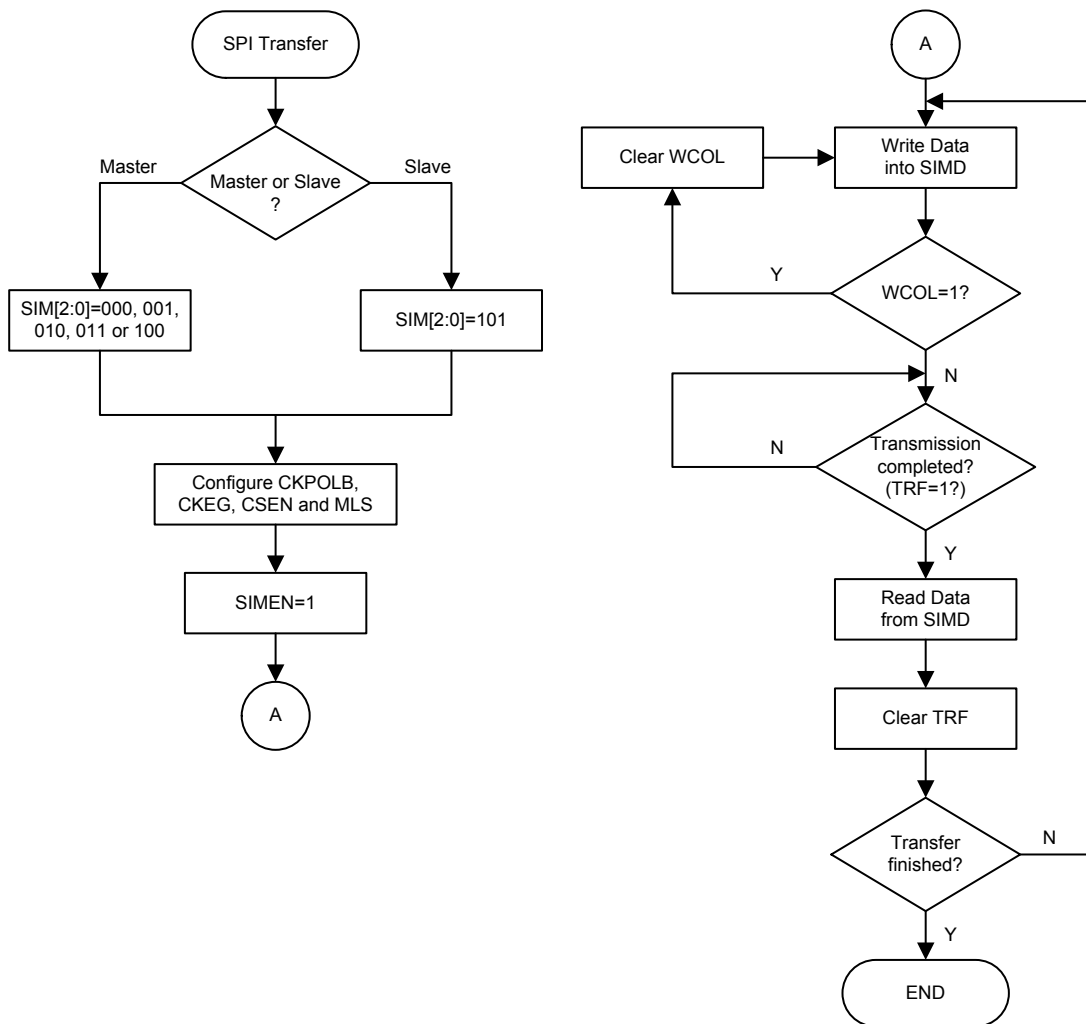 SPI Transfer
Master or Slave
?
Master
Slave
SIM[2:0]=000, 001,
010, 011 or 100
SIM[2:0]=101
Configure CKPOLB,
CKEG, CSEN and MLS
SIMEN=1
A
A
Clear WCOL
Write Data
into SIMD
Y
WCOL=1?
N
N
Transmission
completed?
(TRF=1?)
Y
Read Data
from SIMD
Clear TRF
Transfer
finished?
N
Y
END